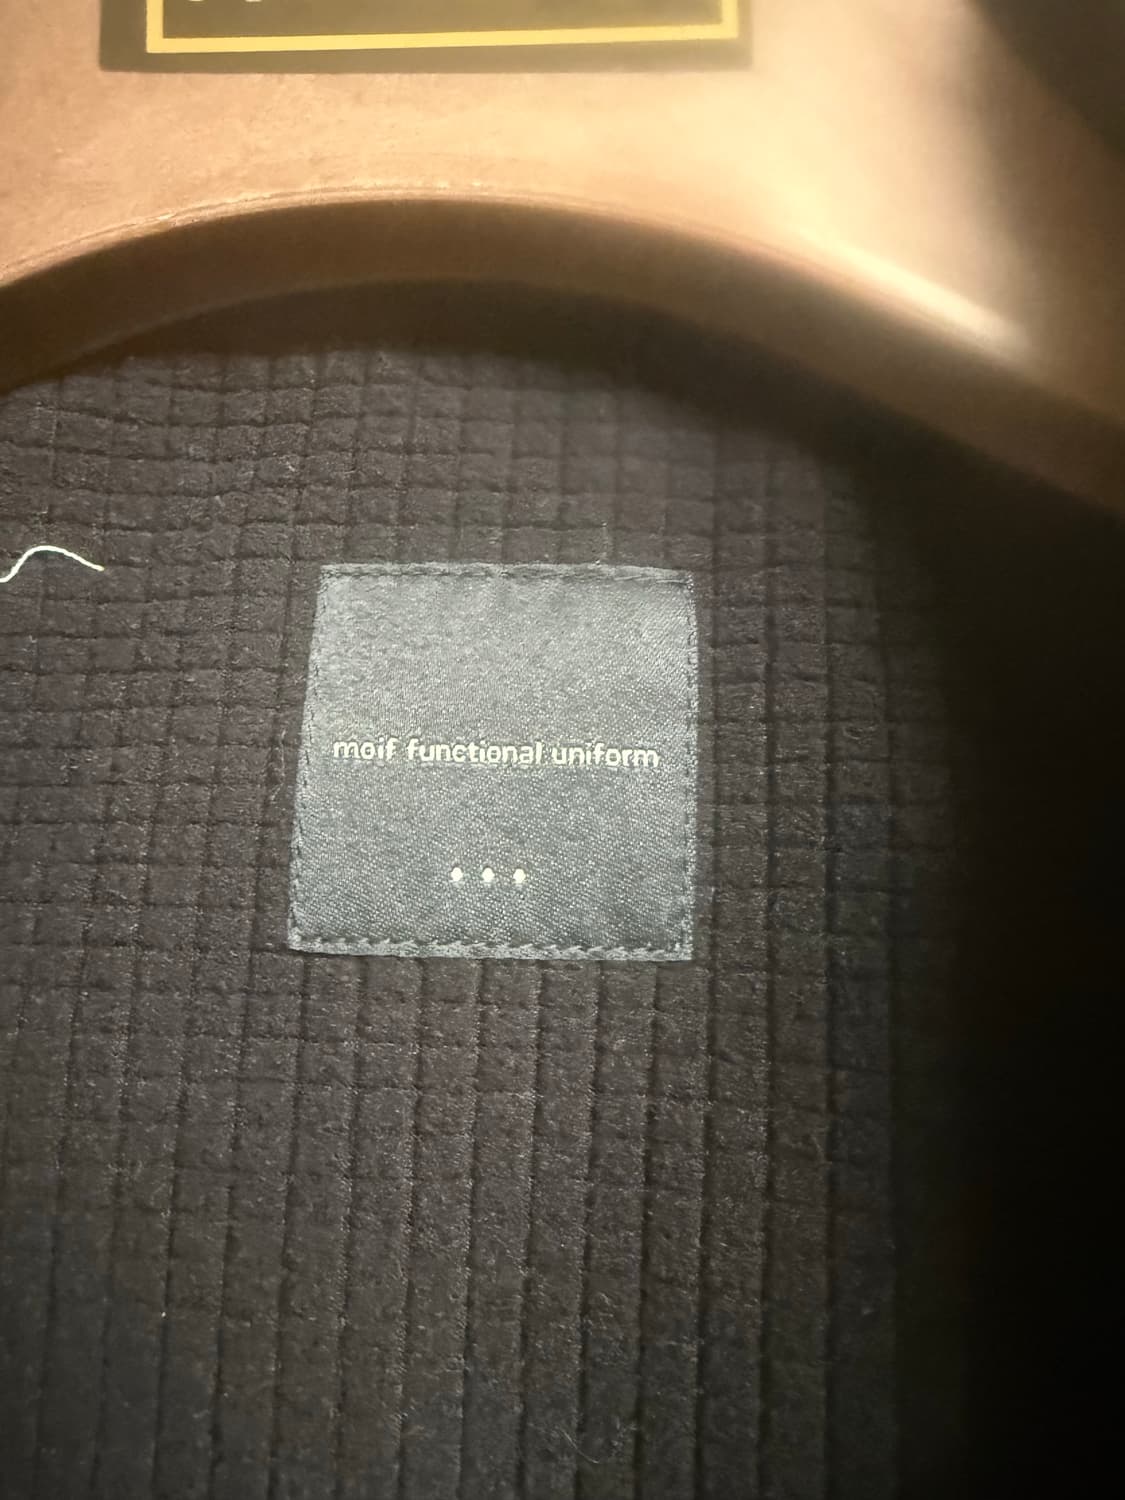 moif functional uniform